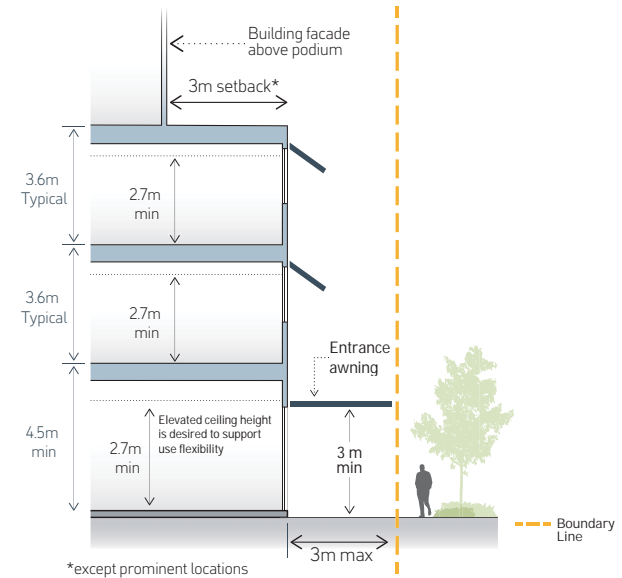 Building facade
above podium
3m setback*
3.6m
Typical
2.7m
min
3.6m
Typical
2.7m
min
Entrance
awning
4.5m
min
Elevated ceiling height
is desired to support
use flexibility
2.7m
min
3 m
min
3m max
Boundary
Line
*except prominent locations